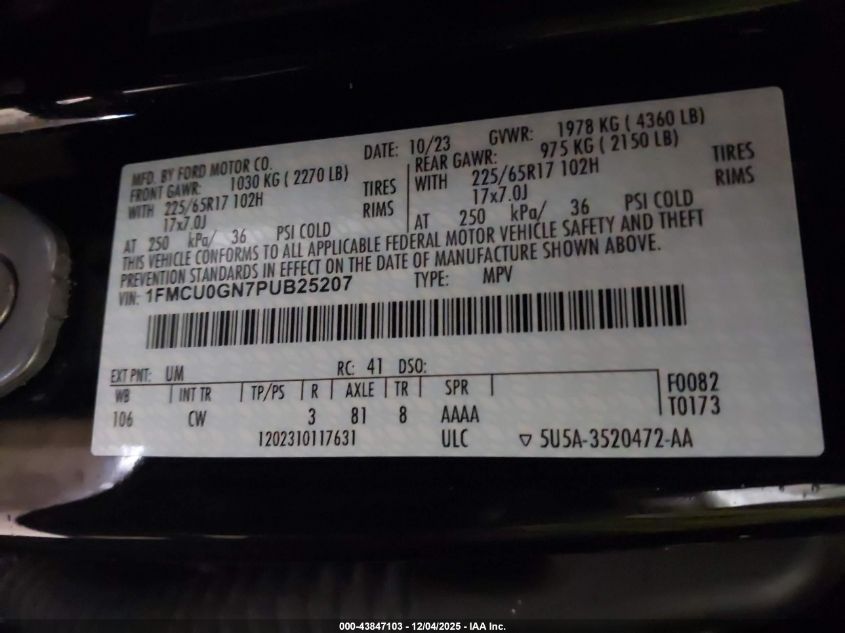 MFD. BY FORD MOTOR CO. DATE: 10/23 GVWR: 1978 KG ( 4360 LB)
FRONT GAWR: 1030 KG ( 2270 LB) REAR GAWR: 975 KG ( 2150 LB)
WITH 225/65R17 102H TIRES WITH 225/65R17 102H TIRES
17x7.0J RIMS 17x7.0J RIMS
AT 250 kPa/ 36 PSI COLD AT 250 kPa/ 36 PSI COLD
THIS VEHICLE CONFORMS TO ALL APPLICABLE FEDERAL MOTOR VEHICLE SAFETY AND THEFT
PREVENTION STANDARDS IN EFFECT ON THE DATE OF MANUFACTURE SHOWN ABOVE.
VIN: 1FMCU0GN7PUB25207 TYPE: MPV
EXT PNT: UM RC: 41 DSO:
WB INT TR TP/PS R AXLE TR SPR F0082
106 CW 3 81 8 AAAA T0173
1202310117631 ULC ▽ 5U5A-3520472-AA
000-43847103 - 12/04/2025 - IAA Inc.